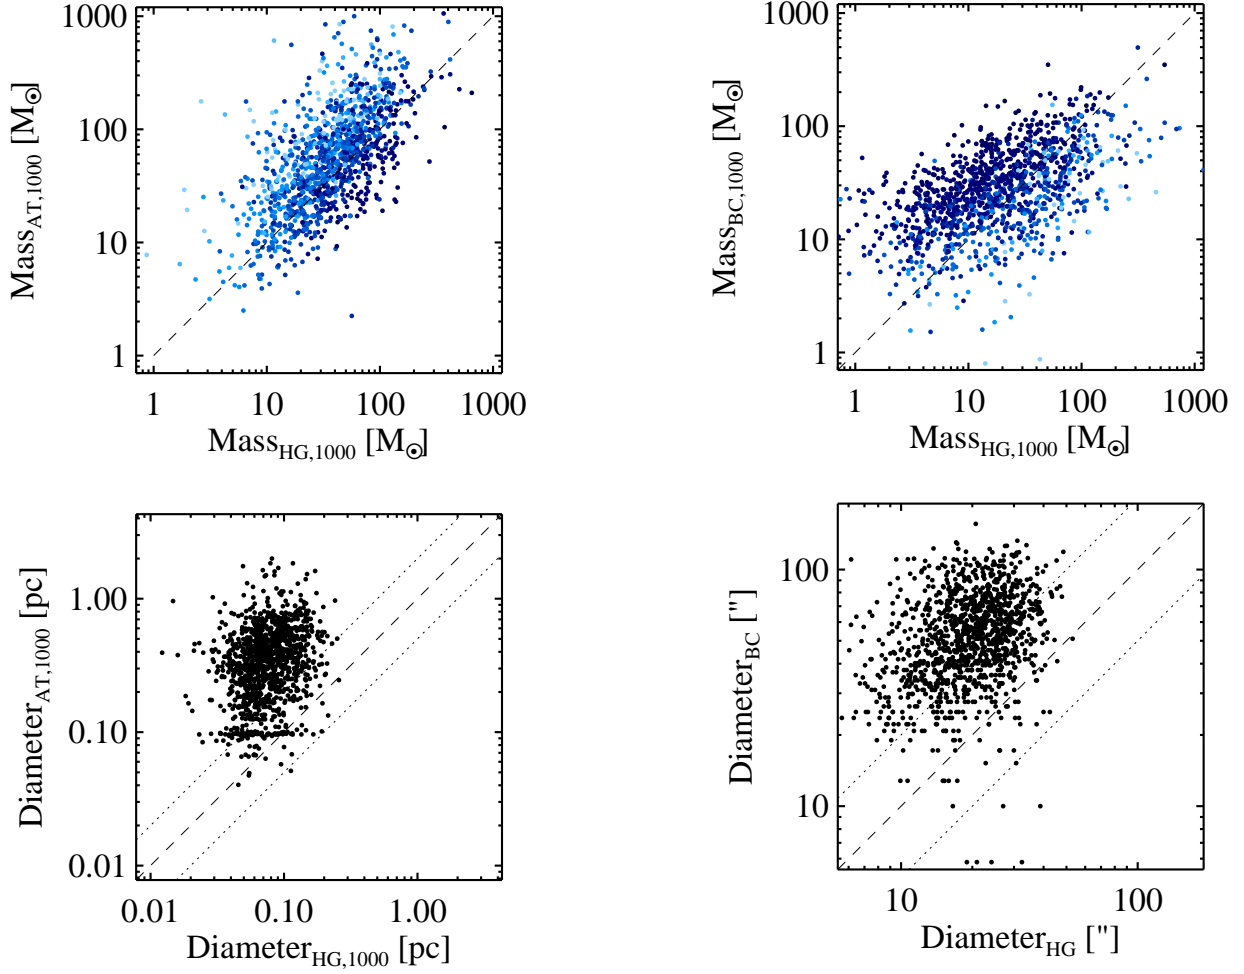 1000
100
10
1
Mass_AT,1000 [M_⊙]
1 10 100 1000
Mass_HG,1000 [M_⊙]
1000
100
10
1
Mass_BC,1000 [M_⊙]
1 10 100 1000
Mass_HG,1000 [M_⊙]
1.00
0.10
0.01
Diameter_AT,1000 [pc]
0.01 0.10 1.00
Diameter_HG,1000 [pc]
100
10
Diameter_BC ["]
10 100
Diameter_HG ["]